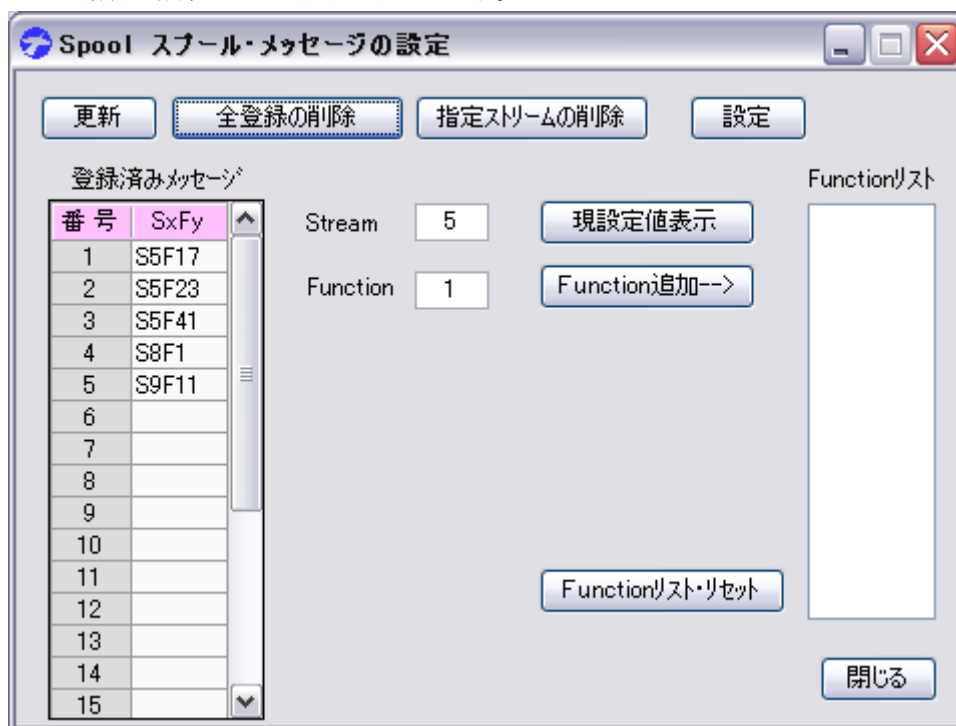 Spool スプール・メッセージの設定
更新 全登録の削除 指定ストリームの削除 設定
登録済みメッセージ Functionリスト
番号 SxFy
Stream 5 現設定値表示
1 S5F17
2 S5F23
Function 1 Function追加-->
3 S5F41
4 S8F1
5 S9F11
6
7
8
9
10
11
Functionリスト・リセット
12
13
14
閉じる
15